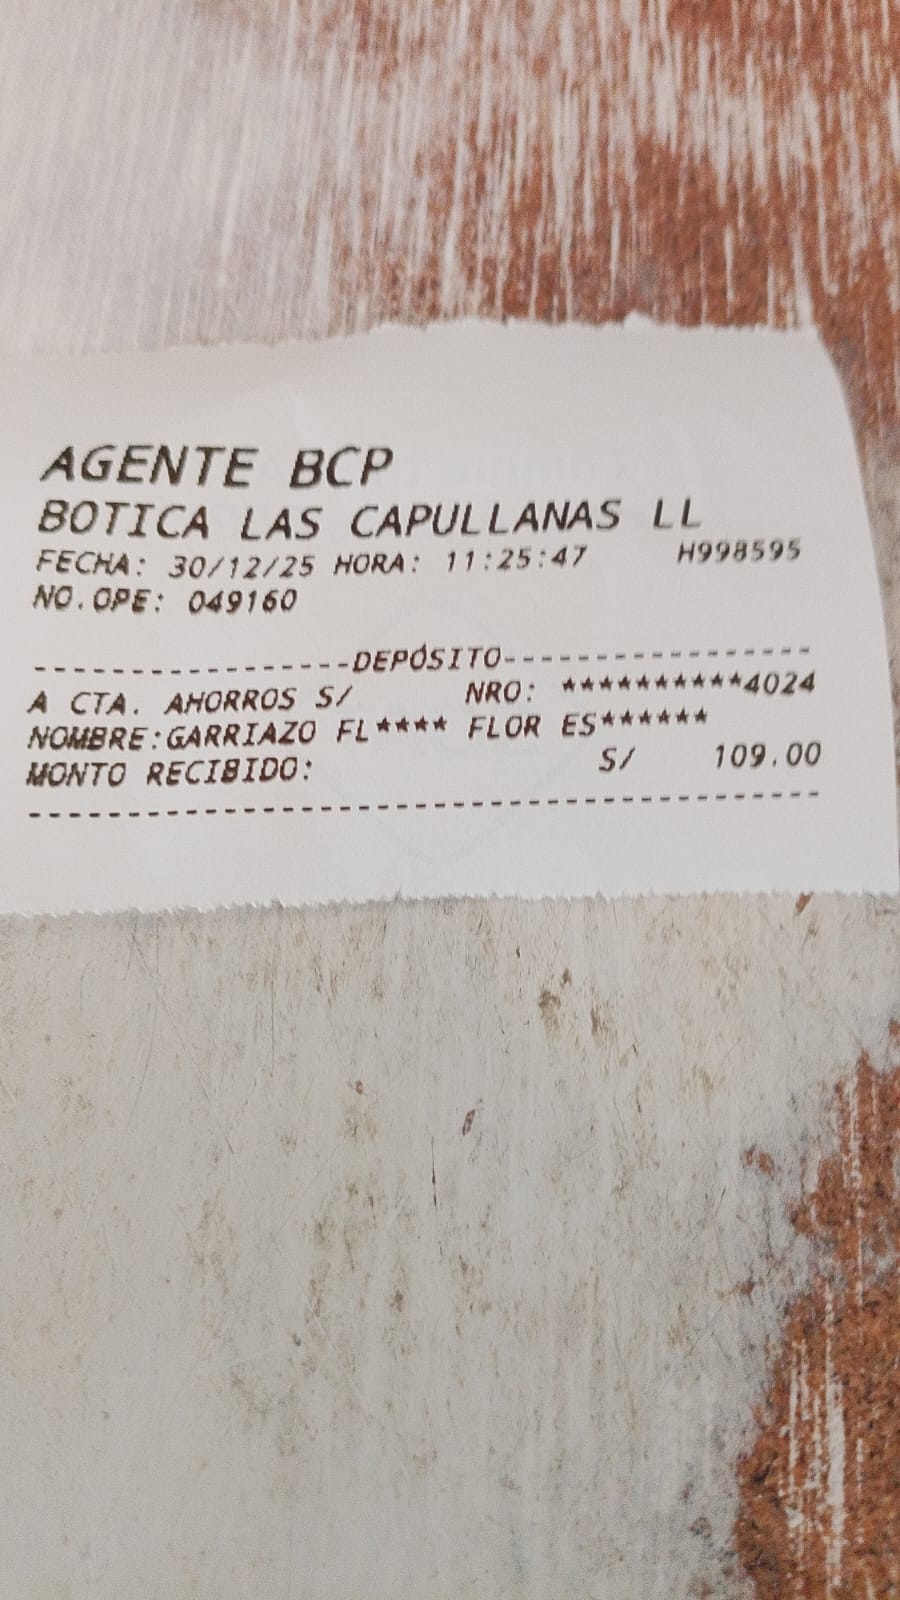 AGENTE BCP
BOTICA LAS CAPULLANAS LL
FECHA: 30/12/25 HORA: 11:25:47 H998595
NO.OPE: 049160
------------------DEPÓSITO-----------------
A CTA. AHORROS S/ NRO: **********4024
NOMBRE:GARRIAZO FL**** FLOR ES******
MONTO RECIBIDO: S/ 109.00
-------------------------------------------